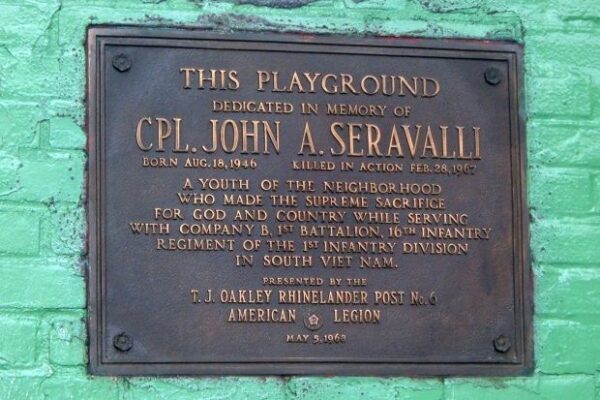 THIS PLAYGROUND
DEDICATED IN MEMORY OF
CPL. JOHN A. SERAVALLI
BORN AUG. 18, 1946 KILLED IN ACTION FEB. 28, 1967
A YOUTH OF THE NEIGHBORHOOD
WHO MADE THE SUPREME SACRIFICE
FOR GOD AND COUNTRY WHILE SERVING
WITH COMPANY B, 1ST BATTALION, 16TH INFANTRY
REGIMENT OF THE 1ST INFANTRY DIVISION
IN SOUTH VIET NAM.
PRESENTED BY THE
T. J. OAKLEY RHINELANDER POST No. 6
AMERICAN LEGION
MAY 5, 1968